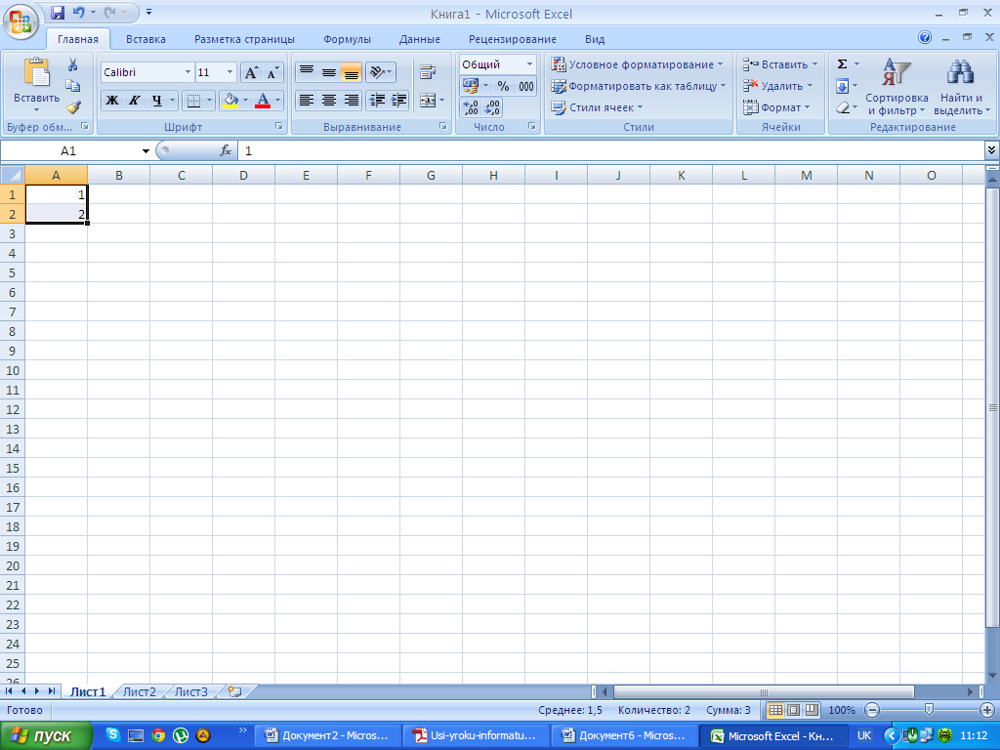 Книга1 - Microsoft Excel
Главная Вставка Разметка страницы Формулы Данные Рецензирование Вид
Calibri 11 Общий Условное форматирование Вставить Σ
Форматировать как таблицу Удалить
Вставить Ж К Ч А % 000 Стили ячеек Формат Сортировка и фильтр Найти и выделить
Буфер обм... Шрифт Выравнивание Число Стили Ячейки Редактирование
A1 fx 1
A B C D E F G H I J K L M N O
1 1
2 2
3
4
5
6
7
8
9
10
11
12
13
14
15
16
17
18
19
20
21
22
23
24
25
26
Лист1 Лист2 Лист3
Готово Среднее: 1,5 Количество: 2 Сумма: 3 100%
пуск Документ2 - Micros... Usi-yroku-informatu... Документ6 - Micros... Microsoft Excel - Кн... UK 11:12